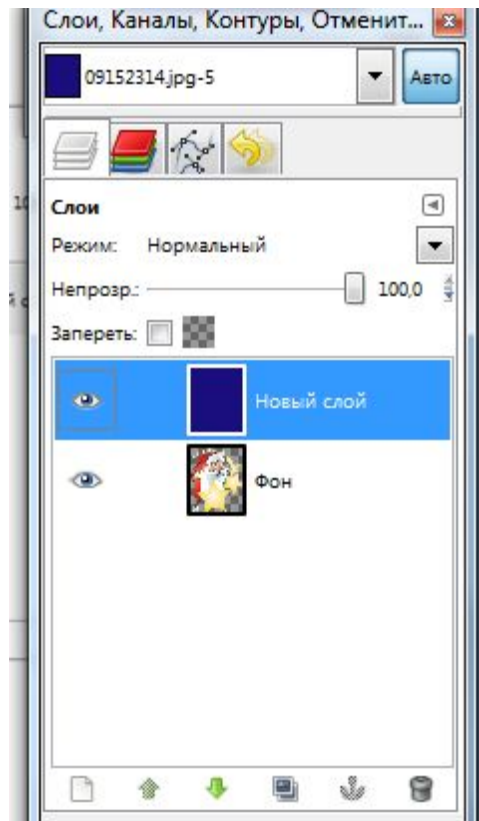 Слои, Каналы, Контуры, Отменит...
09152314.jpg-5
Авто
Слои
Режим: Нормальный
Непрозр.: 100,0
Запереть:
Новый слой
Фон